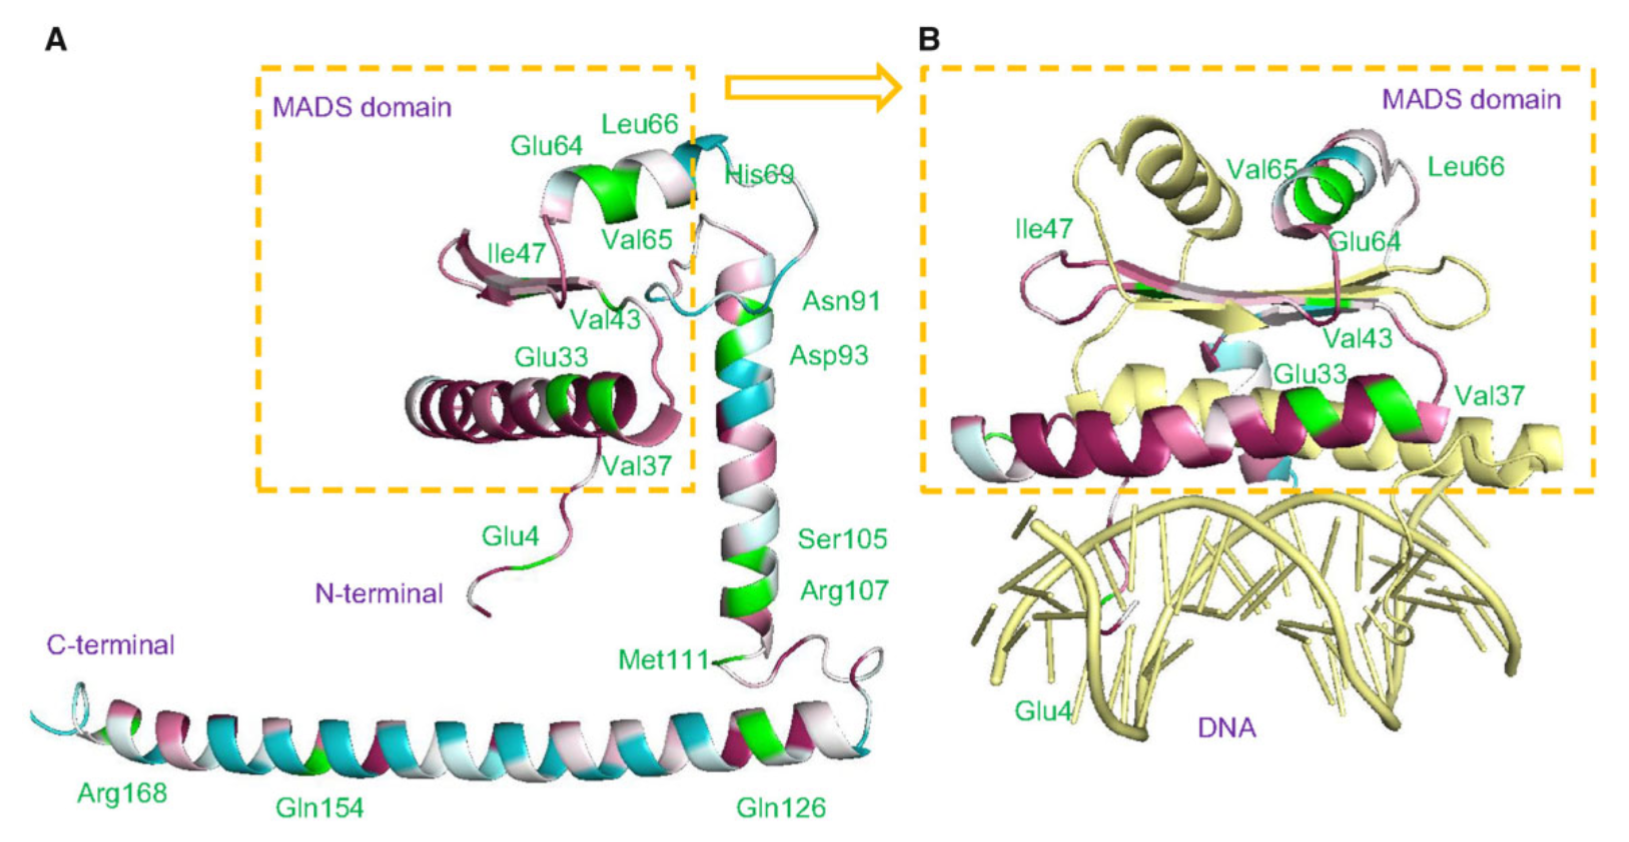 A
MADS domain
Leu66
Glu64
His69
Val65
Ile47
Val43
Asn91
Asp93
Glu33
Val37
Glu4
N-terminal
Ser105
Arg107
Met111
C-terminal
Arg168
Gln154
Gln126
B
MADS domain
Val65
Leu66
Ile47
Glu64
Val43
Glu33
Val37
Glu4
DNA